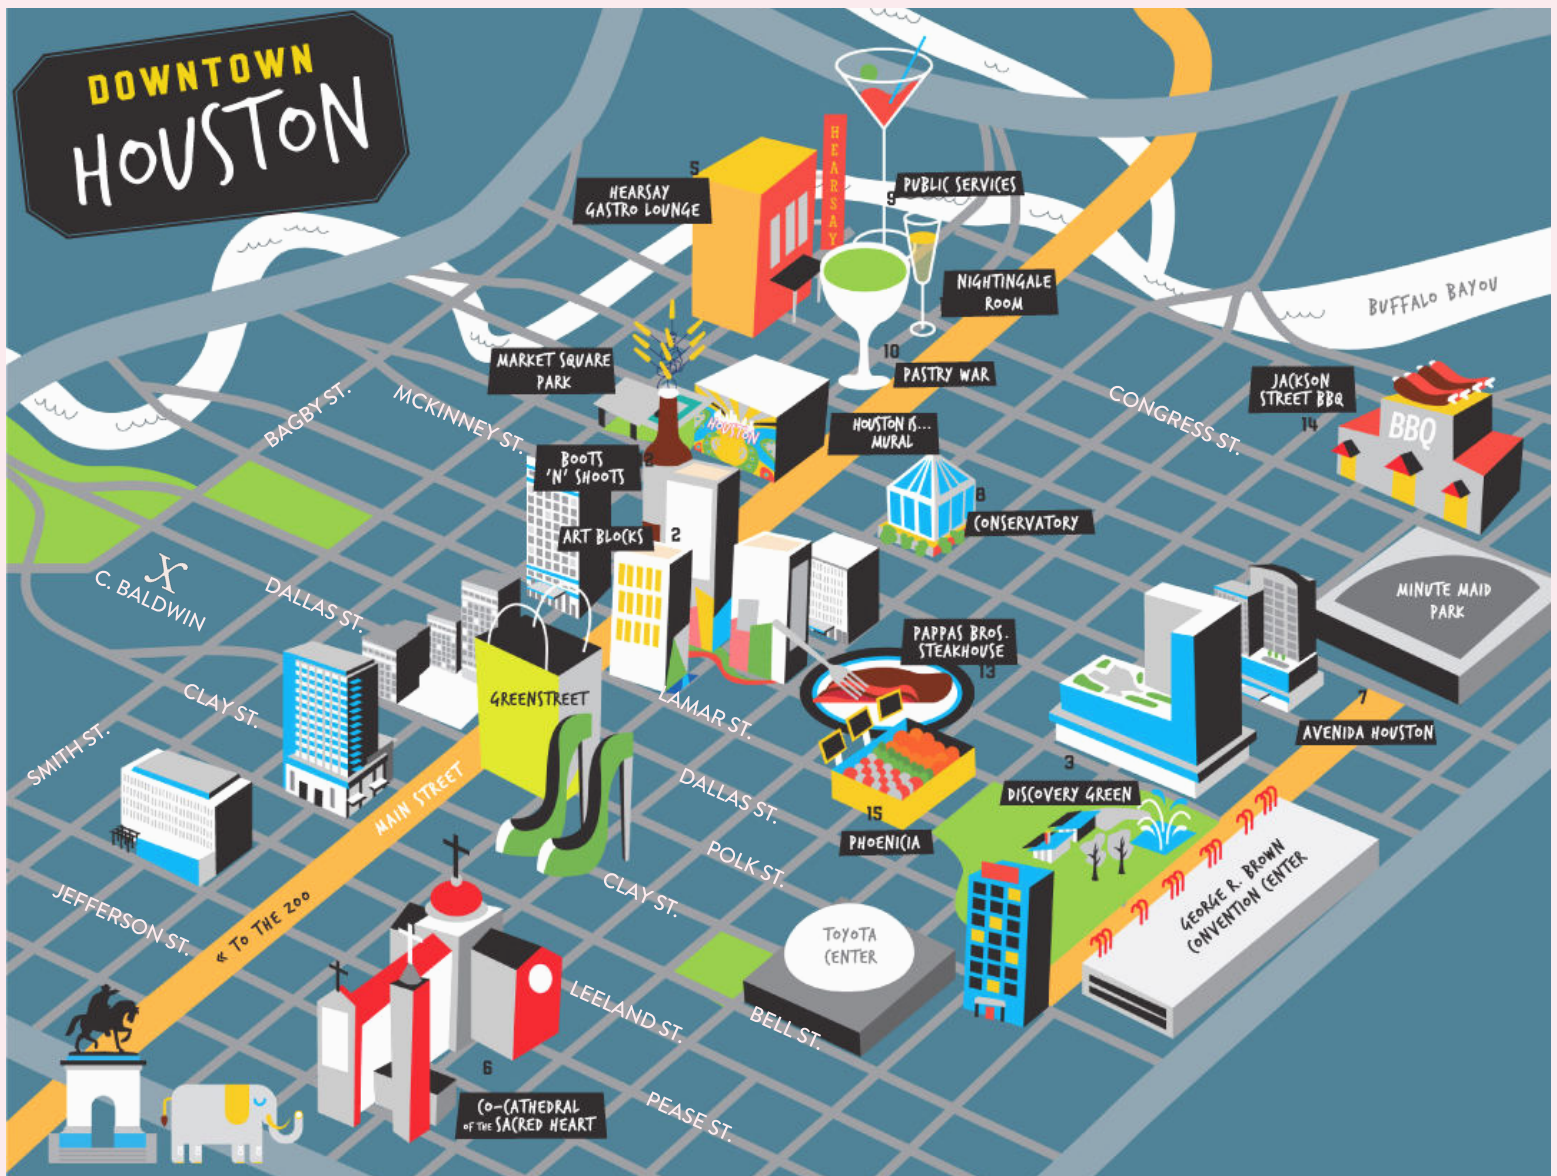 DOWNTOWN
HOUSTON
HEARSAY
5
HEARSAY
GASTRO LOUNGE
9
PUBLIC SERVICES
NIGHTINGALE
ROOM
BUFFALO BAYOU
MARKET SQUARE
PARK
10
PASTRY WAR
BAGBY ST.
MCKINNEY ST.
HOUSTON
HOUSTON IS...
MURAL
CONGRESS ST.
JACKSON
STREET BBQ
14
BBQ
BOOTS
'N' SHOOTS
ART BLOCKS
2
8
CONSERVATORY
X
C. BALDWIN
DALLAS ST.
MINUTE MAID
PARK
PAPPAS BROS.
STEAKHOUSE
13
GREENSTREET
CLAY ST.
LAMAR ST.
7
AVENIDA HOUSTON
SMITH ST.
MAIN STREET
DALLAS ST.
3
DISCOVERY GREEN
15
PHOENICIA
POLK ST.
CLAY ST.
GEORGE R. BROWN
CONVENTION CENTER
JEFFERSON ST.
« TO THE ZOO
TOYOTA
CENTER
LEELAND ST.
BELL ST.
6
CO-CATHEDRAL
OF THE SACRED HEART
PEASE ST.